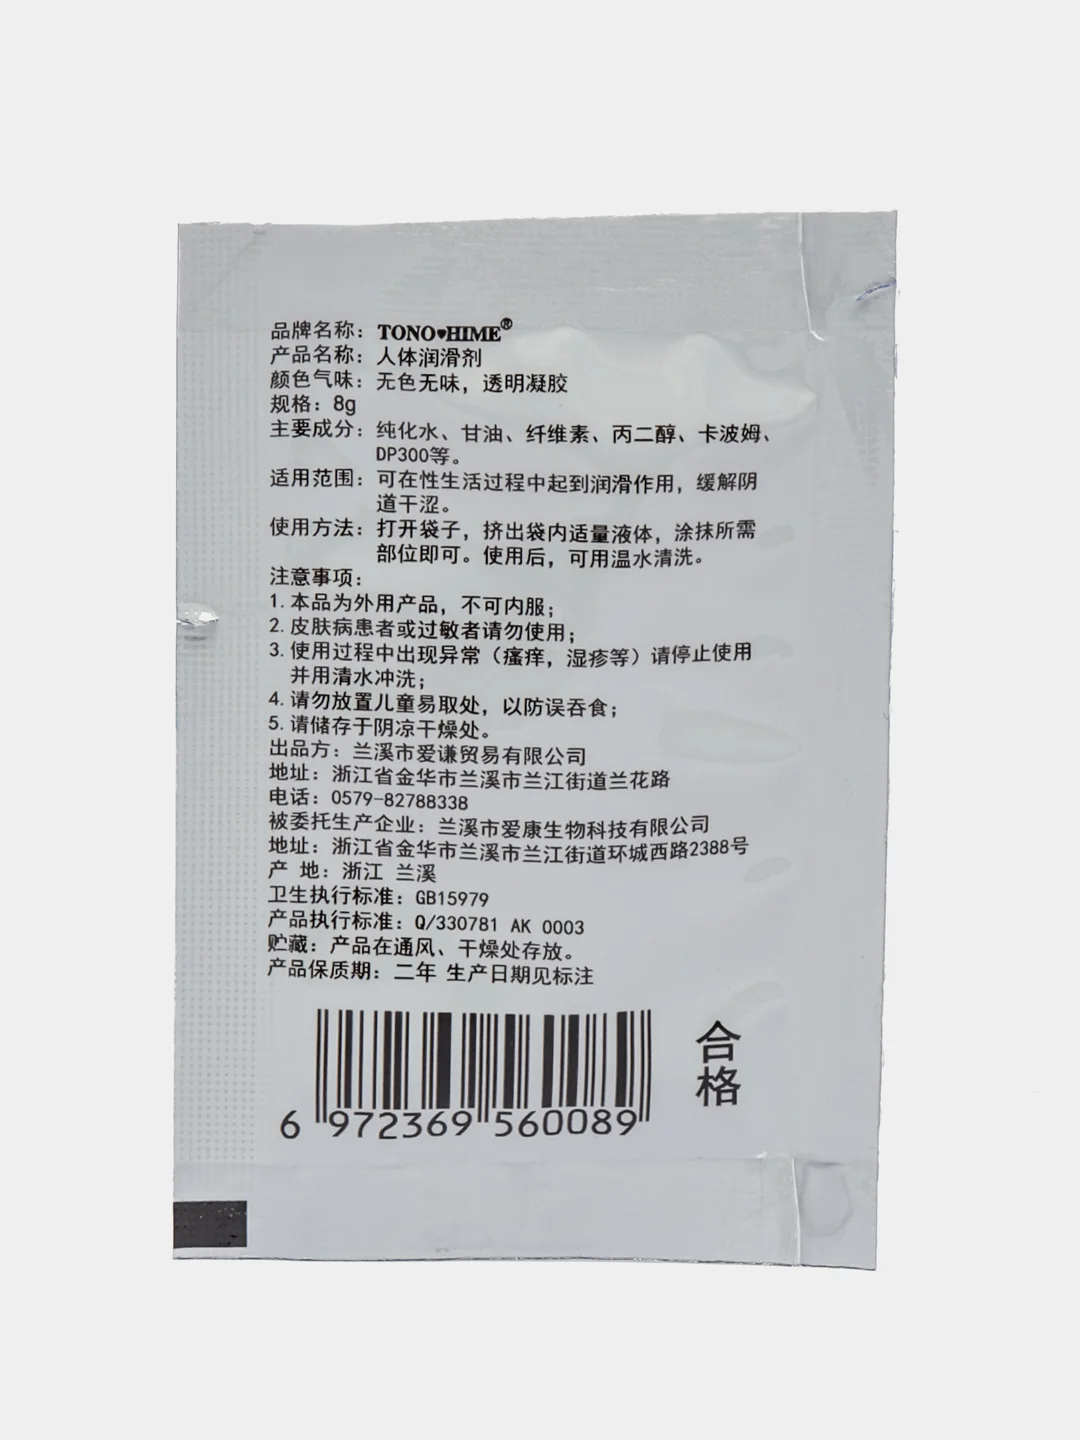 品牌名称：TONO♥HIME®
产品名称：人体润滑剂
颜色气味：无色无味，透明凝胶
规格：8g
主要成分：纯化水、甘油、纤维素、丙二醇、卡波姆、
DP300等。
适用范围：可在性生活过程中起到润滑作用，缓解阴
道干涩。
使用方法：打开袋子，挤出袋内适量液体，涂抹所需
部位即可。使用后，可用温水清洗。
注意事项：
1.本品为外用产品，不可内服；
2.皮肤病患者或过敏者请勿使用；
3.使用过程中出现异常（瘙痒，湿疹等）请停止使用
并用清水冲洗；
4.请勿放置儿童易取处，以防误吞食；
5.请储存于阴凉干燥处。
出品方：兰溪市爱谦贸易有限公司
地址：浙江省金华市兰溪市兰江街道兰花路
电话：0579-82788338
被委托生产企业：兰溪市爱康生物科技有限公司
地址：浙江省金华市兰溪市兰江街道环城西路2388号
产 地：浙江 兰溪
卫生执行标准：GB15979
产品执行标准：Q/330781 AK 0003
贮藏：产品在通风、干燥处存放。
产品保质期：二年 生产日期见标注
合格
6 972369 560089